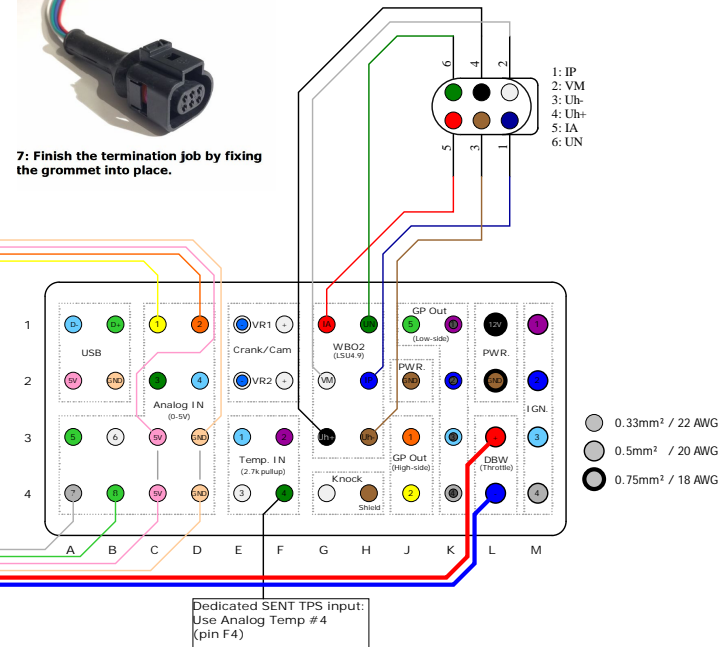 7: Finish the termination job by fixing
the grommet into place.
6 4 2
5 3 1
1: IP
2: VM
3: Uh-
4: Uh+
5: IA
6: UN
1
D- D+ 1 2 VR1 + IA UN 5 1 12V 1
GP Out
(Low-side)
USB
Crank/Cam
WBO2
(LSU4.9)
PWR.
PWR.
2
5V GND 3 4 VR2 + VM IP GND 2 GND 2
Analog IN
(0-5V)
IGN.
3
5 6 5V GND 1 2 Uh+ Uh- 1 3 + 3
Temp. IN
(2.7k pullup)
GP Out
(High-side)
DBW
(Throttle)
Knock
4
7 8 5V GND 3 4 2 4 - 4
Shield
A B C D E F G H J K L M
0.33mm² / 22 AWG
0.5mm² / 20 AWG
0.75mm² / 18 AWG
Dedicated SENT TPS input:
Use Analog Temp #4
(pin F4)